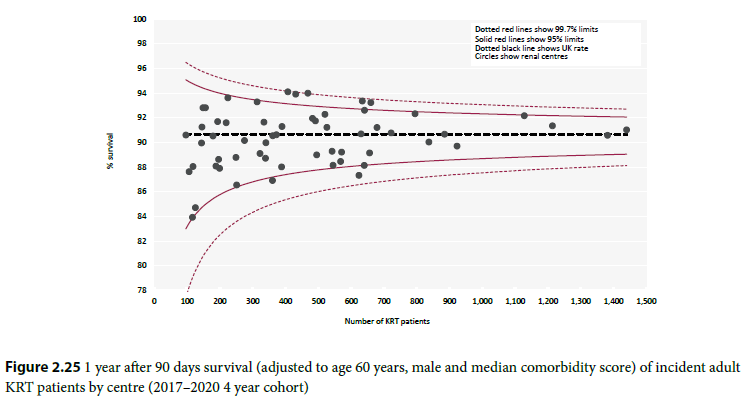 100
98
96
94
92
90
88
86
84
82
80
78
% survival
Dotted red lines show 99.7% limits
Solid red lines show 95% limits
Dotted black line shows UK rate
Circles show renal centres
0 100 200 300 400 500 600 700 800 900 1,000 1,100 1,200 1,300 1,400 1,500
Number of KRT patients
Figure 2.25 1 year after 90 days survival (adjusted to age 60 years, male and median comorbidity score) of incident adult
KRT patients by centre (2017–2020 4 year cohort)